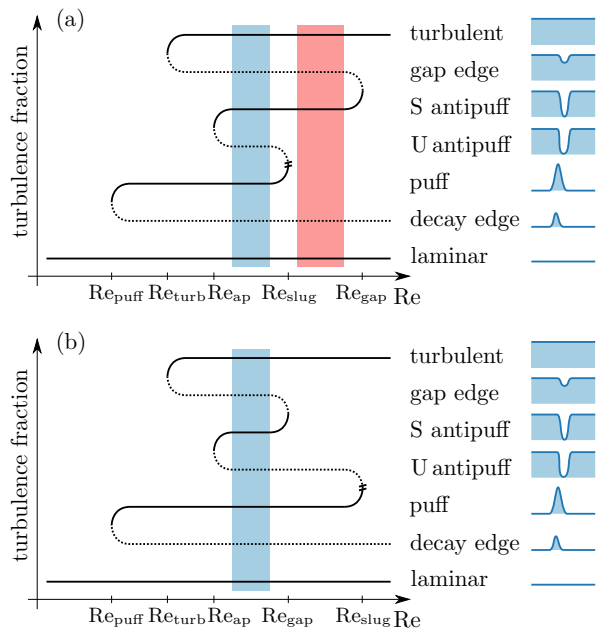 (a)
turbulence fraction
turbulent
gap edge
S antipuff
U antipuff
puff
decay edge
laminar
Re_puff Re_turb Re_ap Re_slug Re_gap Re
(b)
turbulence fraction
turbulent
gap edge
S antipuff
U antipuff
puff
decay edge
laminar
Re_puff Re_turb Re_ap Re_gap Re_slug Re